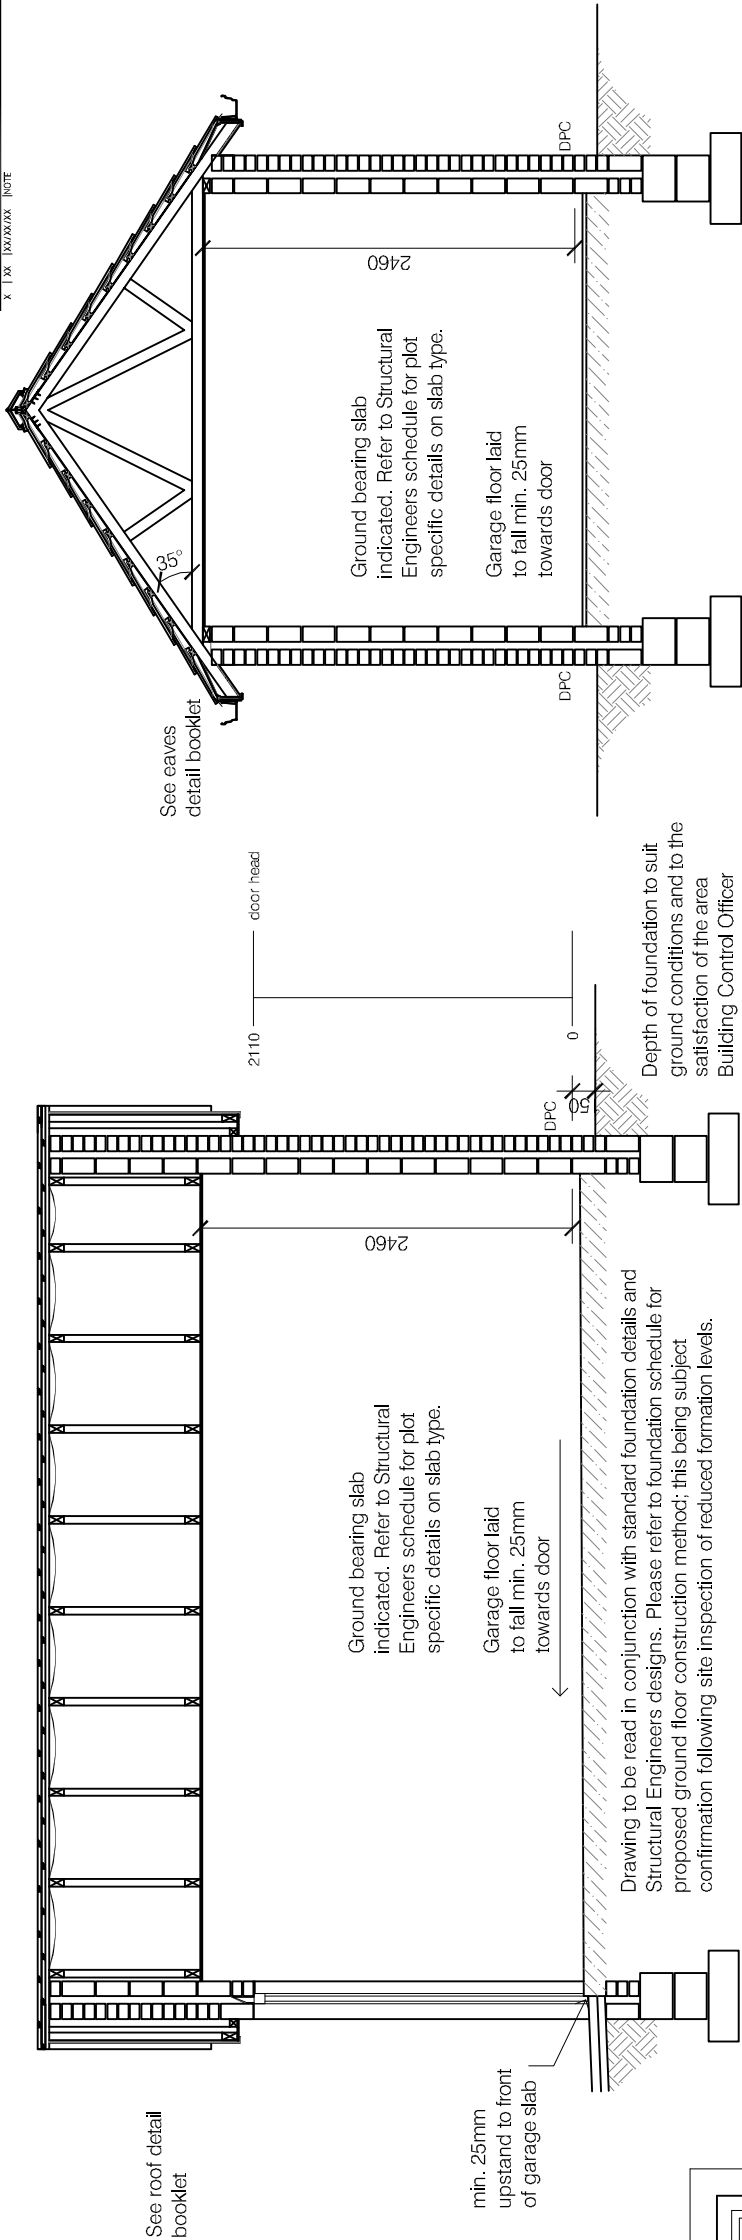 See roof detail
booklet
min. 25mm
upstand to front
of garage slab
Ground bearing slab
indicated. Refer to Structural
Engineers schedule for plot
specific details on slab type.
Garage floor laid
to fall min. 25mm
towards door
2460
DPC
50
Drawing to be read in conjunction with standard foundation details and
Structural Engineers designs. Please refer to foundation schedule for
proposed ground floor construction method; this being subject
confirmation following site inspection of reduced formation levels.
2110
door head
0
Depth of foundation to suit
ground conditions and to the
satisfaction of the area
Building Control Officer
See eaves
detail booklet
35°
Ground bearing slab
indicated. Refer to Structural
Engineers schedule for plot
specific details on slab type.
Garage floor laid
to fall min. 25mm
towards door
2460
DPC
DPC
X XX XX/XX/XX NOTE